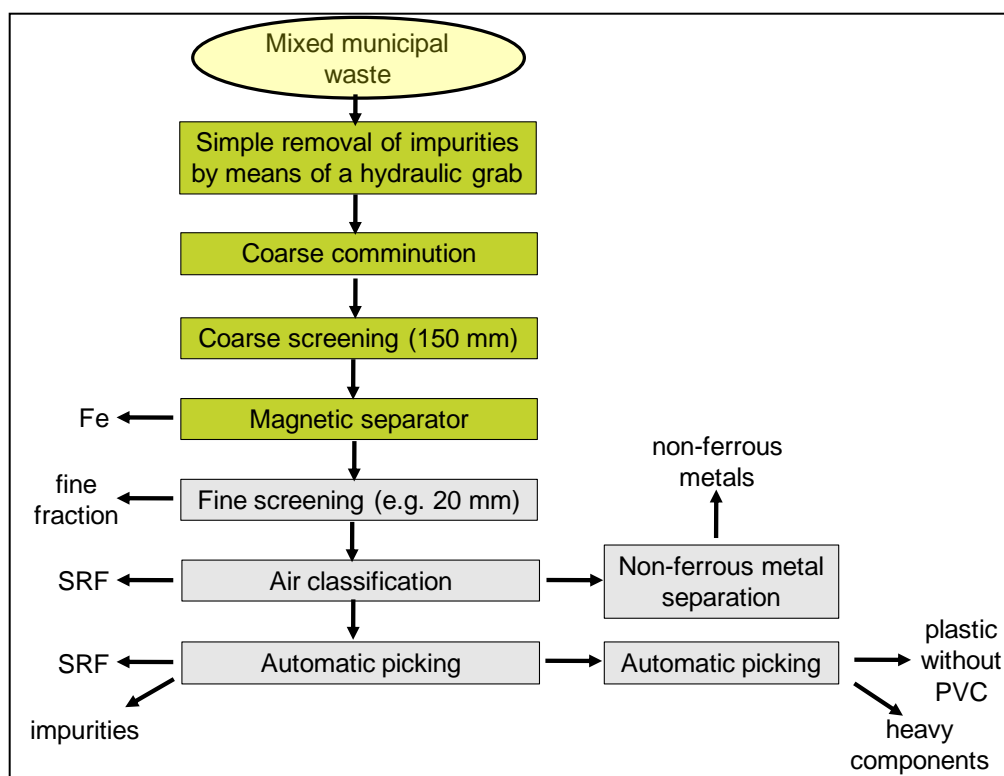 Mixed municipal
waste
Simple removal of impurities
by means of a hydraulic grab
Coarse comminution
Coarse screening (150 mm)
Fe
Magnetic separator
non-ferrous
metals
fine
fraction
Fine screening (e.g. 20 mm)
SRF
Air classification
Non-ferrous metal
separation
SRF
Automatic picking
Automatic picking
plastic
without
PVC
impurities
heavy
components